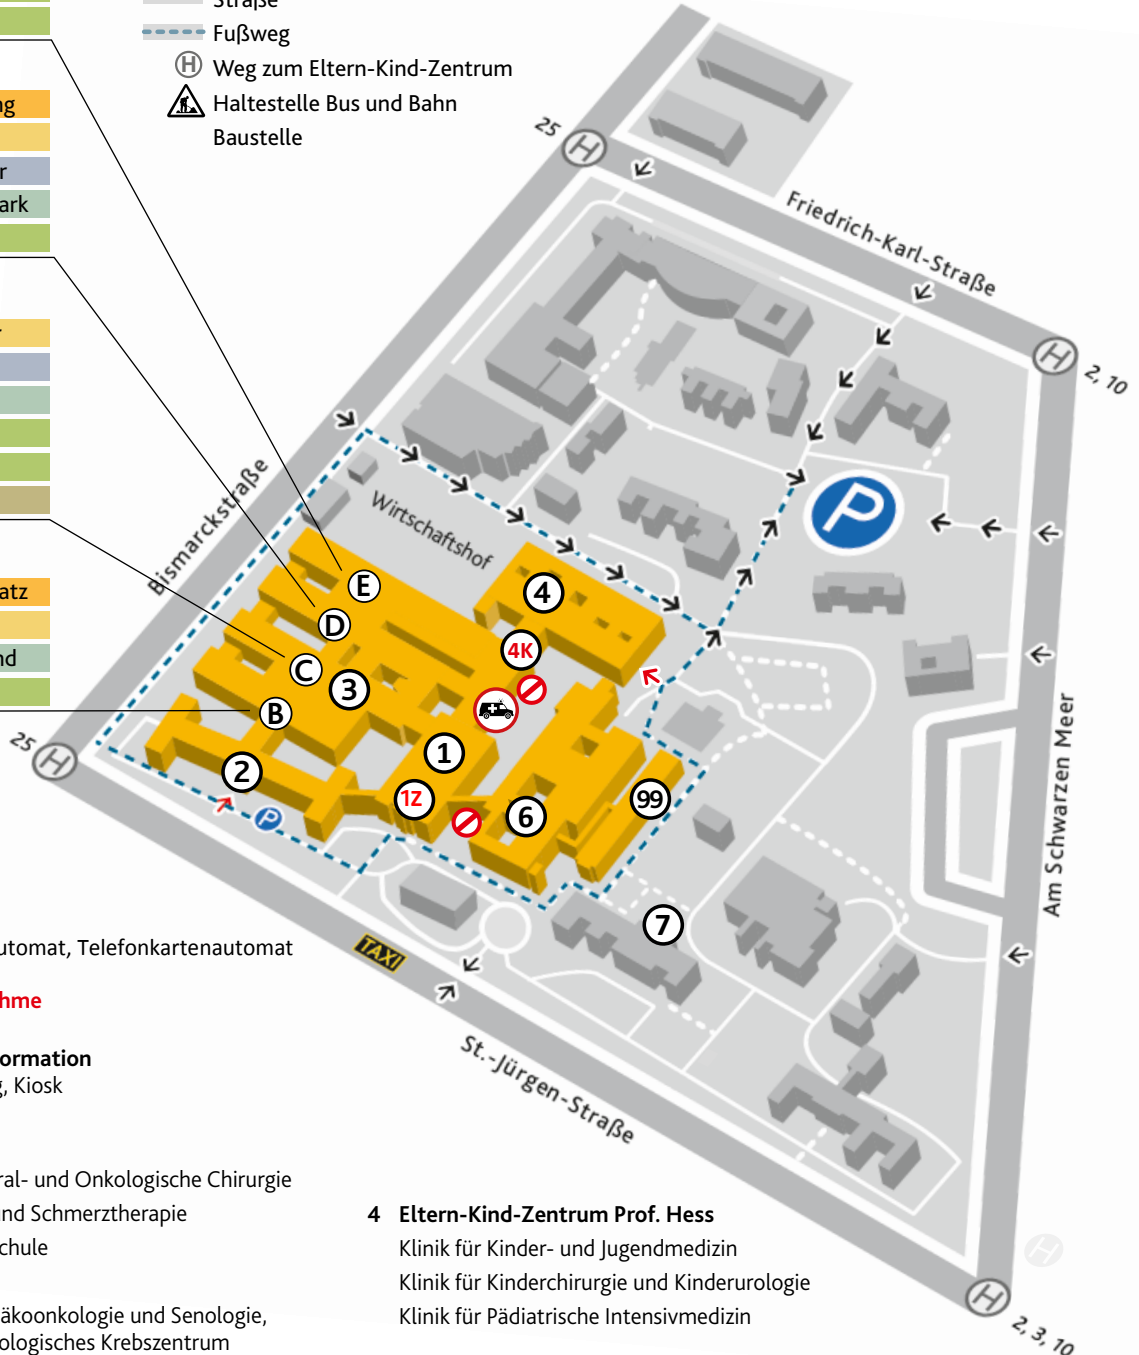 Straße
Fußweg
H Weg zum Eltern-Kind-Zentrum
Haltestelle Bus und Bahn
Baustelle
ng
r
ark
r
atz
nd
25 H
Friedrich-Karl-Straße
H 2, 10
Bismarckstraße
Wirtschaftshof
P
E
4
D
4K
C
3
B
1
2
1Z
6
99
P
25 H
Am Schwarzen Meer
7
TAXI
St.-Jürgen-Straße
H
H 2, 3, 10
utomat, Telefonkartenautomat
hme
ormation
g, Kiosk
ral- und Onkologische Chirurgie
nd Schmerztherapie
chule
äkoonkologie und Senologie,
ologisches Krebszentrum
4 Eltern-Kind-Zentrum Prof. Hess
Klinik für Kinder- und Jugendmedizin
Klinik für Kinderchirurgie und Kinderurologie
Klinik für Pädiatrische Intensivmedizin